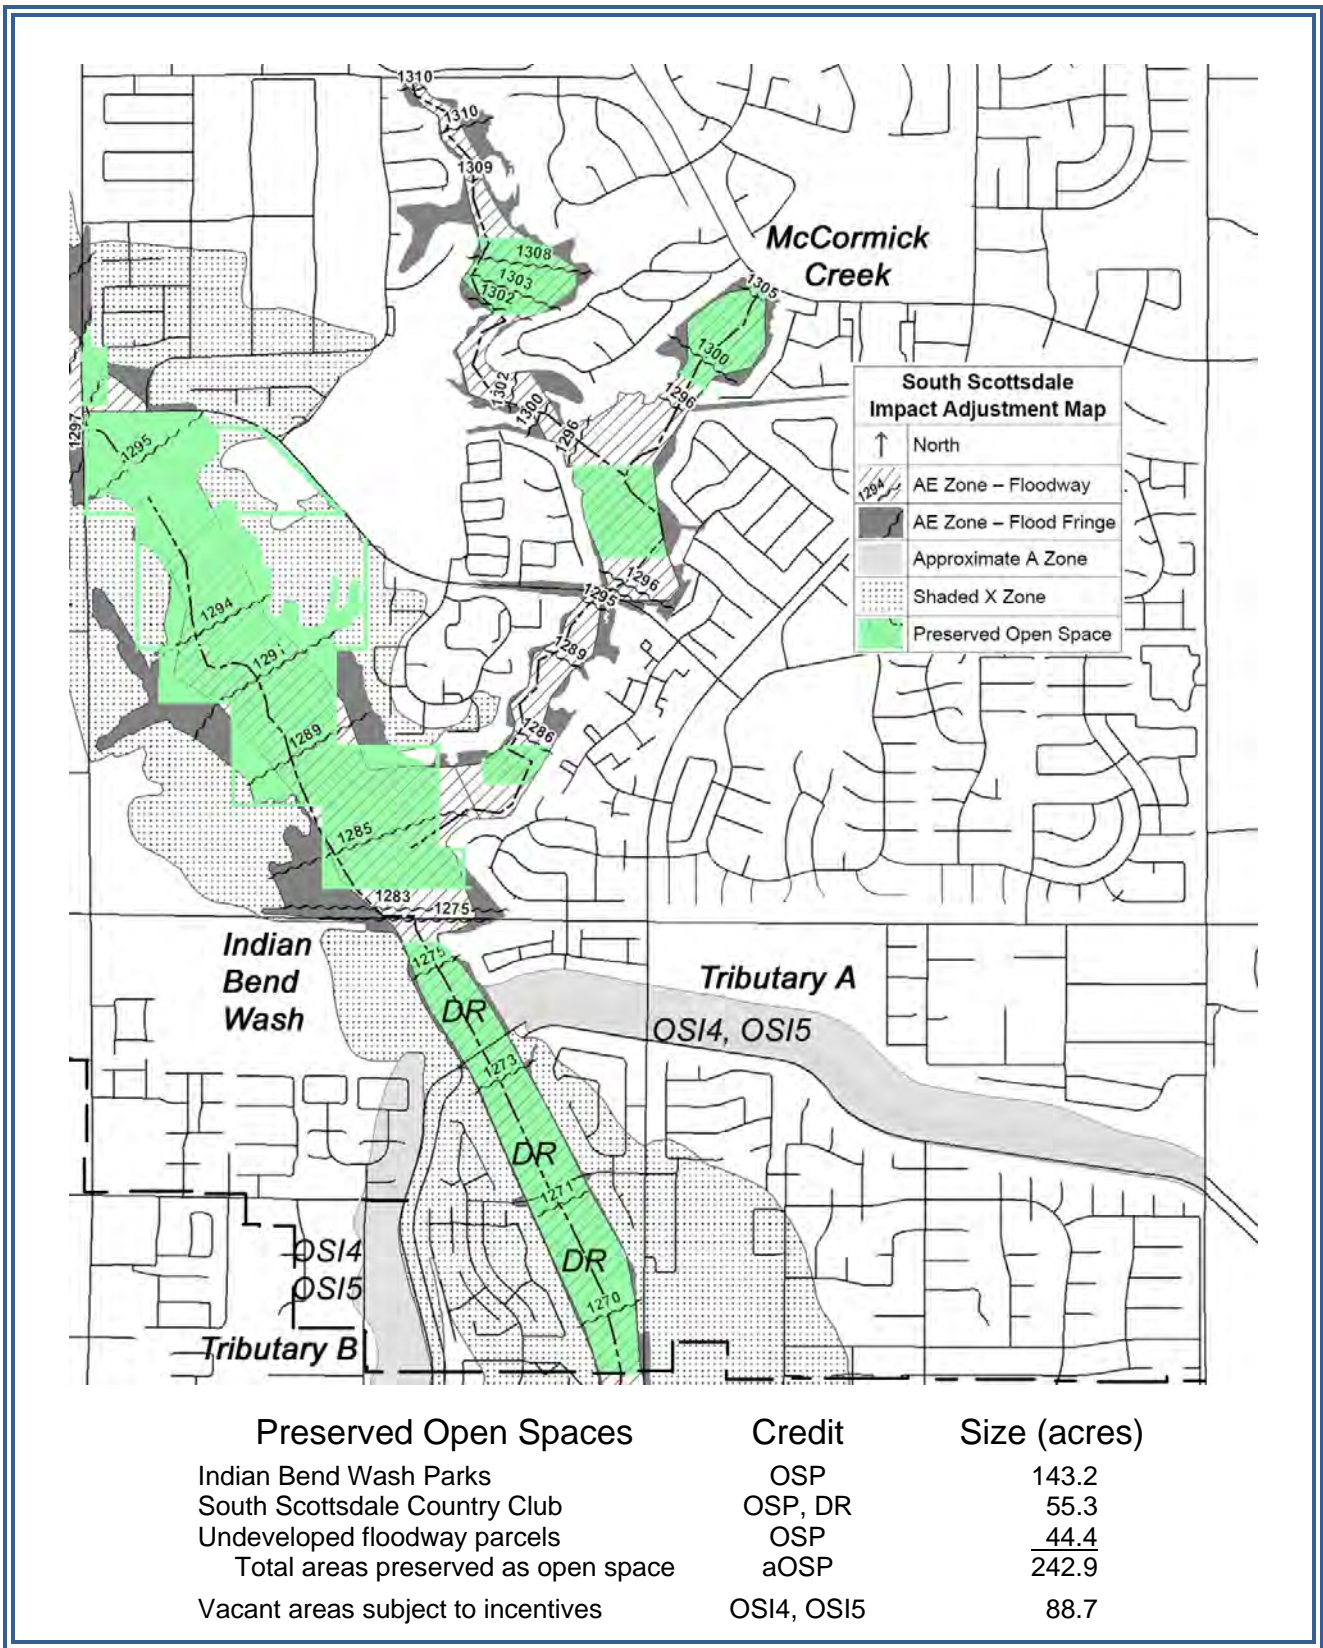 1310
1310
1309
McCormick
Creek
1308
1303
1302
1305
1300
1302
1300
1296
1296
1297
1295
South Scottsdale
Impact Adjustment Map
North
1294 AE Zone – Floodway
AE Zone – Flood Fringe
Approximate A Zone
Shaded X Zone
Preserved Open Space
1296
1295
1294
1289
129
1286
1289
1285
1283
1275
Indian
Bend
Wash
1275
Tributary A
DR
OSI4, OSI5
1273
DR
1271
OSI4
OSI5
DR
1270
Tributary B
Preserved Open Spaces Credit Size (acres)
Indian Bend Wash Parks OSP 143.2
South Scottsdale Country Club OSP, DR 55.3
Undeveloped floodway parcels OSP 44.4
Total areas preserved as open space aOSP 242.9
Vacant areas subject to incentives OSI4, OSI5 88.7